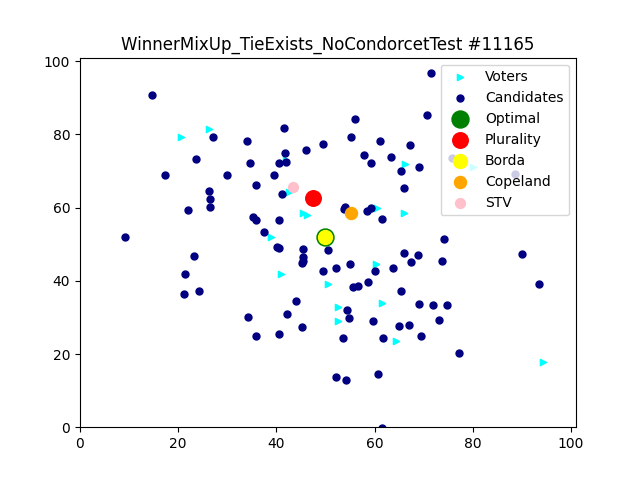 WinnerMixUp_TieExists_NoCondorcetTest #11165
Voters
Candidates
Optimal
Plurality
Borda
Copeland
STV
100
80
60
40
20
0
0 20 40 60 80 100